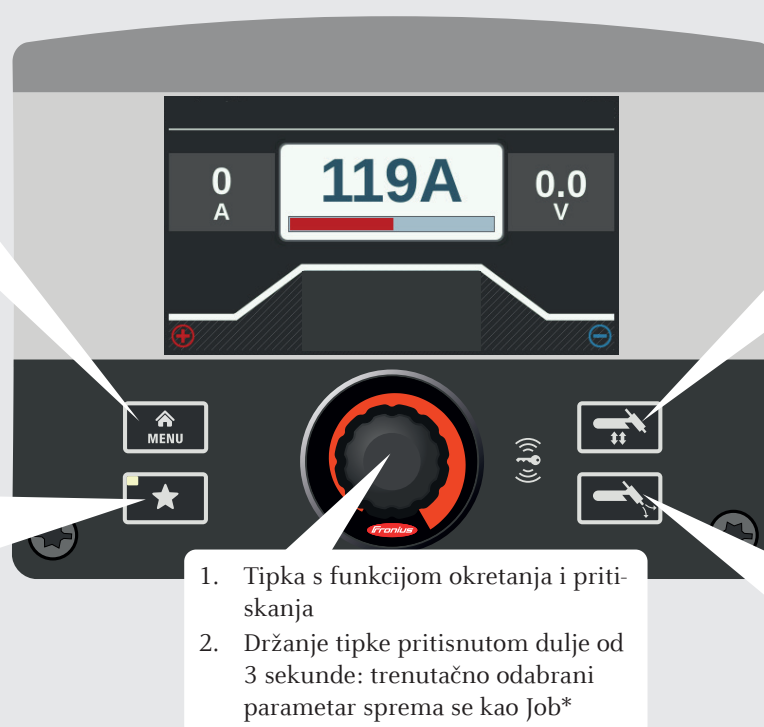 119A
0
A
0.0
V
MENU
Fronius
1. Tipka s funkcijom okretanja i priti-
skanja
2. Držanje tipke pritisnutom dulje od
3 sekunde: trenutačno odabrani
parametar sprema se kao Job*